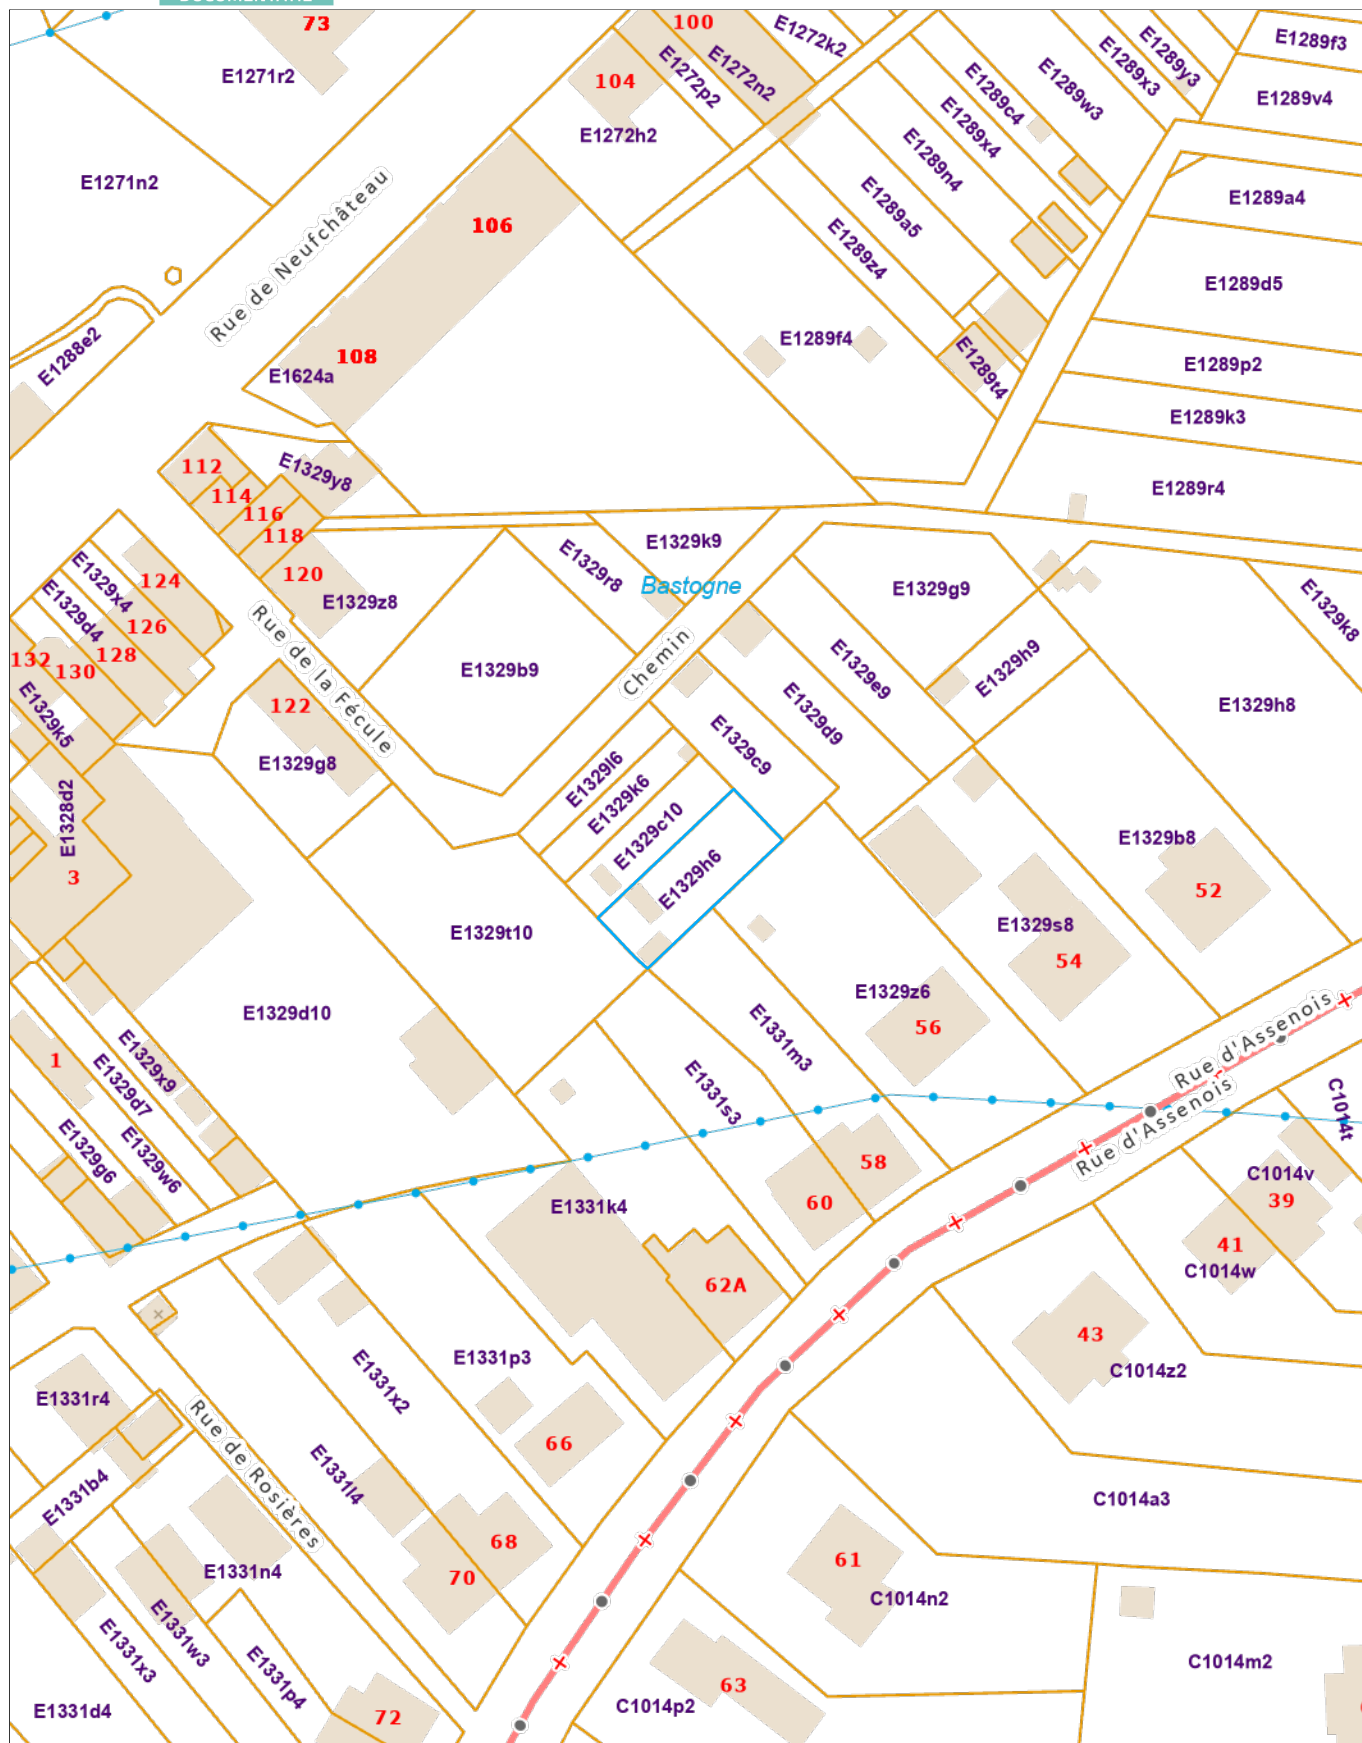 73
100
E1272k2
E1289f3
E1271r2
104
E1272p2
E1272n2
E1289y3
E1289x3
E1289w3
E1289c4
E1289v4
E1272h2
E1289x4
E1289n4
E1271n2
E1289a4
E1289a5
106
E1289z4
Rue de Neufchâteau
E1289d5
E1289f4
108
E1288e2
E1624a
E1289t4
E1289p2
E1289k3
112
E1329y8
E1289r4
114
116
118
E1329k9
120
E1329r8
Bastogne
E1329g9
E1329x4
124
E1329z8
E1329d4
126
E1329k8
128
132
130
Rue de la Fécule
E1329b9
Chemin
E1329e9
E1329h9
E1329k5
122
E1329d9
E1329h8
E1329c9
E1329g8
E1329l6
E1329k6
E1328d2
E1329c10
E1329b8
3
E1329h6
52
E1329t10
E1329s8
54
E1329z6
E1329d10
56
E1331m3
Rue d'Assenois
1
E1329x9
E1329d7
E1331s3
Rue d'Assenois
C1014t
E1329g6
E1329w6
58
C1014v
60
39
E1331k4
41
C1014w
62A
43
E1331p3
C1014z2
E1331x2
E1331r4
Rue de Rosières
66
E1331l4
E1331b4
C1014a3
68
61
E1331n4
70
C1014n2
E1331w3
E1331x3
C1014m2
E1331p4
63
E1331d4
72
C1014p2